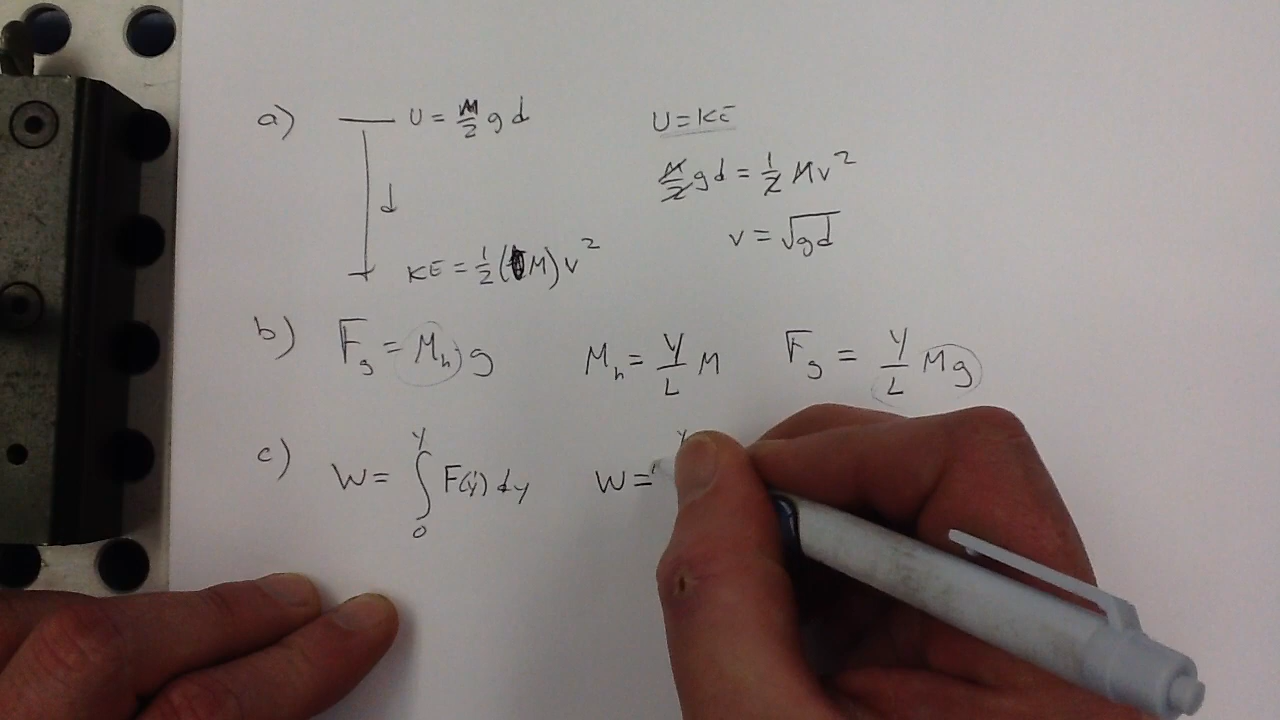 a) U = M/2 g d U = KE
M/2 g d = 1/2 M v²
d
v = √gd
KE = 1/2 (M) v²
b) Fg = Mh g Mh = y/L M Fg = y/L Mg
c) W = ∫₀ʸ F(y) dy W = y